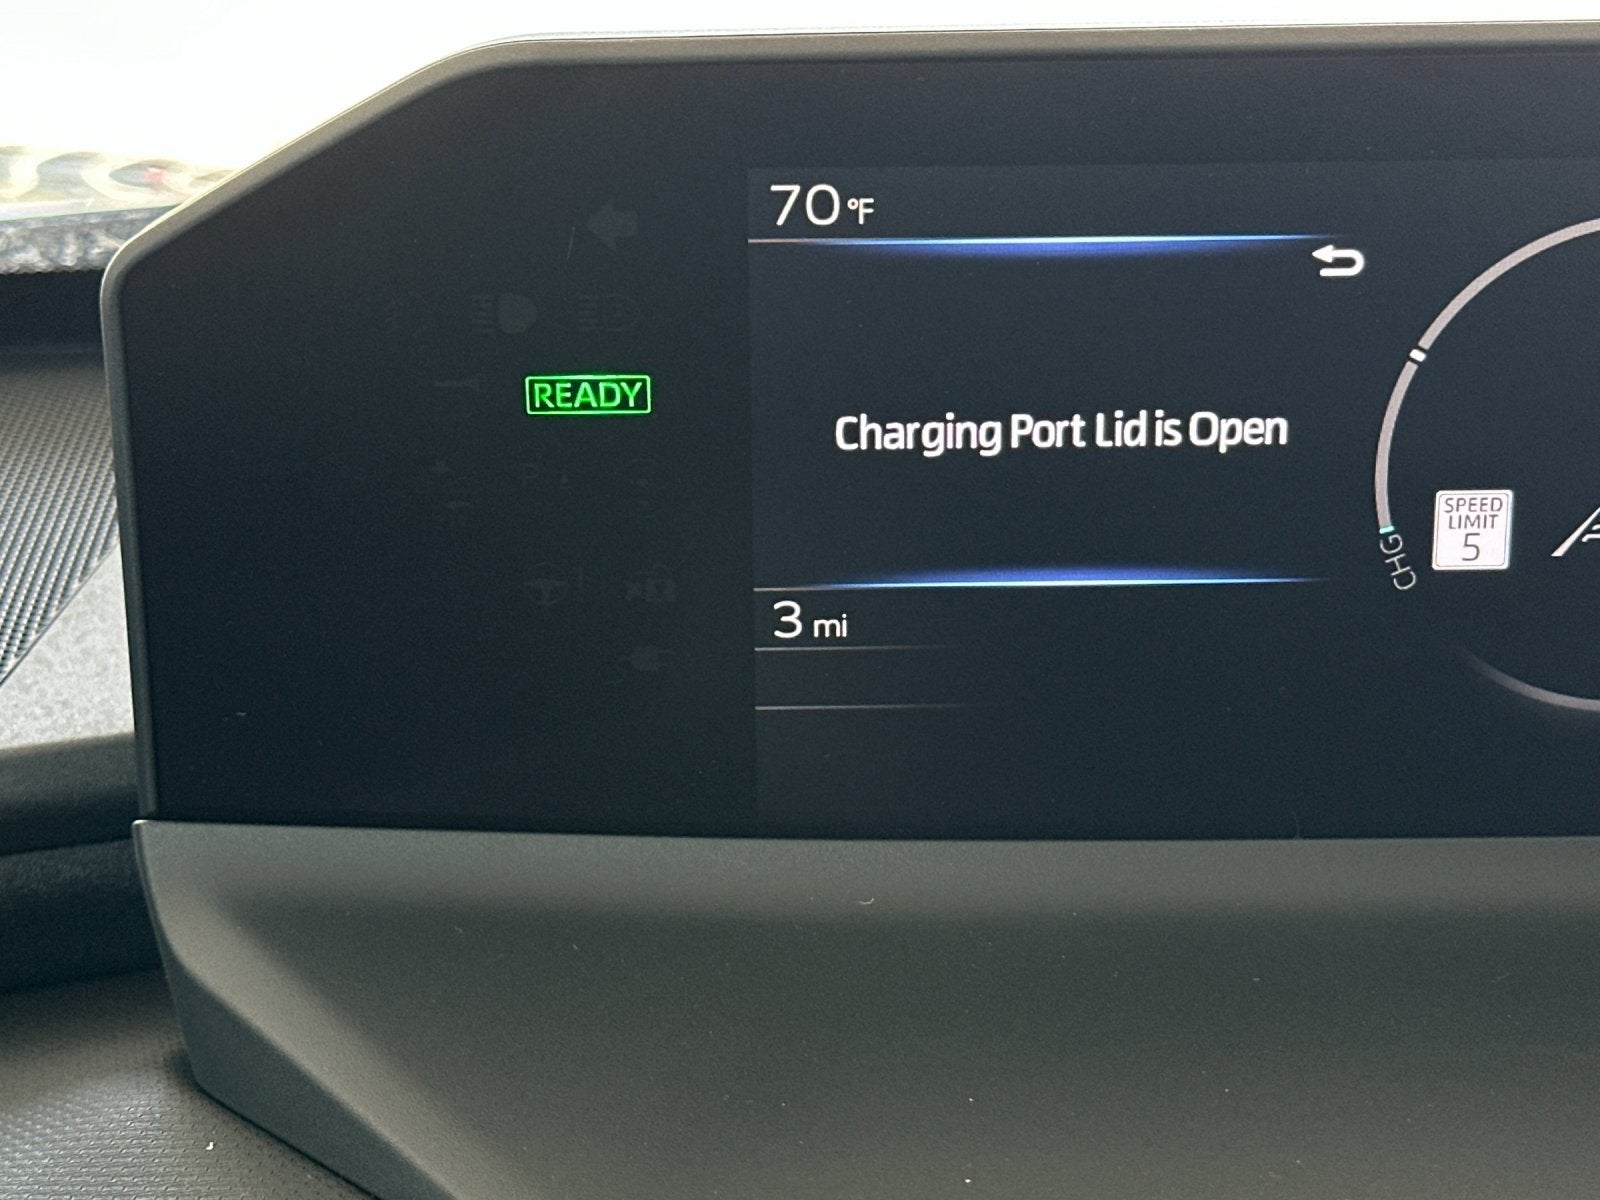 70 °F
READY
Charging Port Lid is Open
SPEED
LIMIT
5
CHG
3 mi